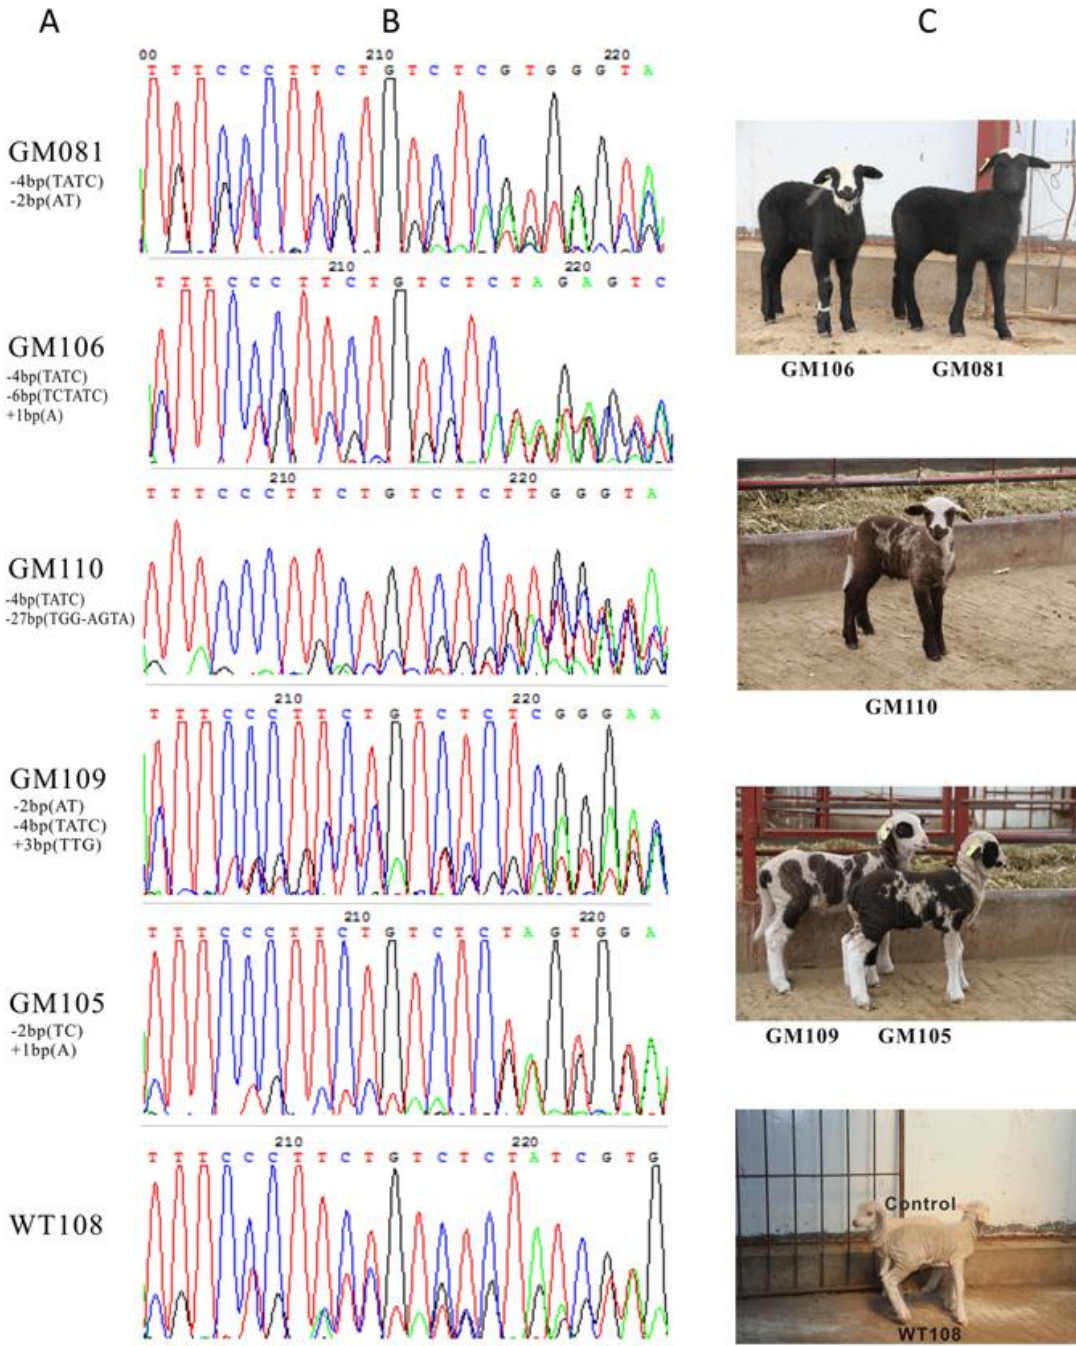 A B C
00 210 220
T T T C C C T T C T G T C T C G T G G G T A
GM081
-4bp(TATC)
-2bp(AT)
210 220
T T T C C C T T C T G T C T C T A G A G T C
GM106
-4bp(TATC)
-6bp(TCTATC)
+1bp(A)
GM106 GM081
210 220
T T T C C C T T C T G T C T C T T G G G T A
GM110
-4bp(TATC)
-27bp(TGG-AGTA)
GM110
210 220
T T T C C C T T C T G T C T C T C G G G A A
GM109
-2bp(AT)
-4bp(TATC)
+3bp(TTG)
210 220
T T T C C C T T C T G T C T C T A G T G G A
GM105
-2bp(TC)
+1bp(A)
GM109 GM105
210 220
T T T C C C T T C T G T C T C T A T C G T G
WT108
Control
WT108